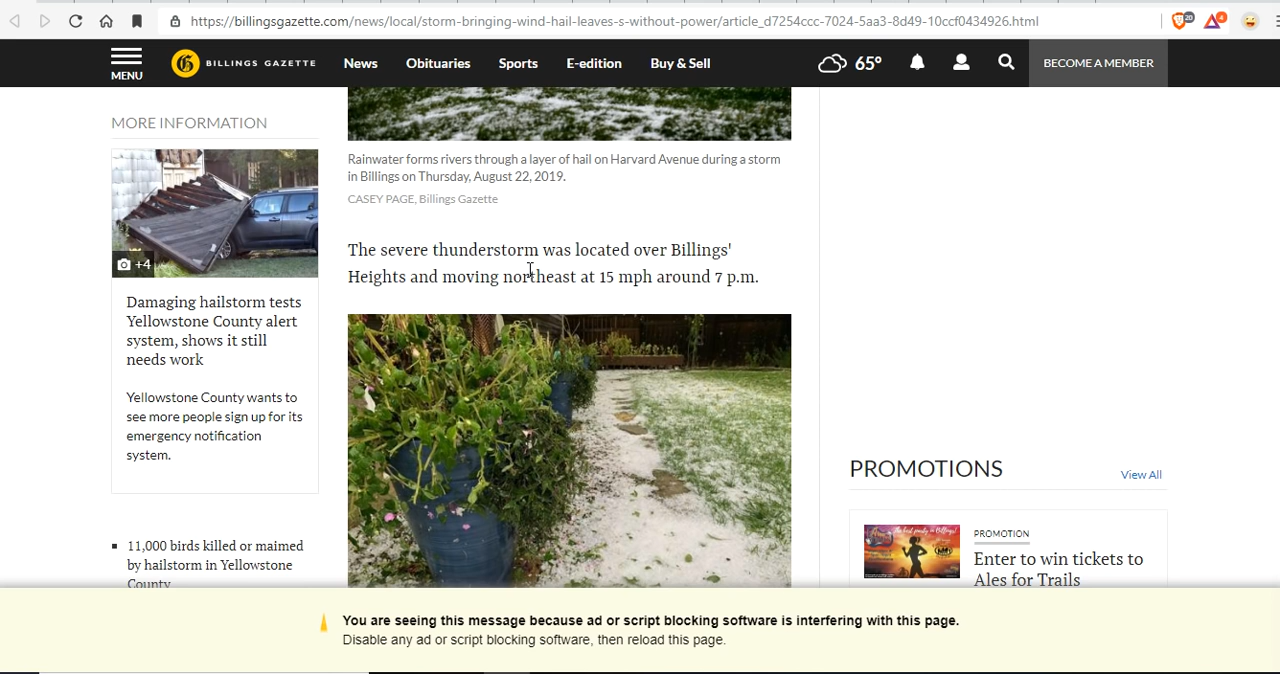 https://billingsgazette.com/news/local/storm-bringing-wind-hail-leaves-s-without-power/article_d7254ccc-7024-5aa3-8d49-10ccf0434926.html
20
4
MENU
G
BILLINGS GAZETTE
News
Obituaries
Sports
E-edition
Buy & Sell
65°
BECOME A MEMBER
MORE INFORMATION
+4
Damaging hailstorm tests
Yellowstone County alert
system, shows it still
needs work
Yellowstone County wants to
see more people sign up for its
emergency notification
system.
11,000 birds killed or maimed
by hailstorm in Yellowstone
County
Rainwater forms rivers through a layer of hail on Harvard Avenue during a storm
in Billings on Thursday, August 22, 2019.
CASEY PAGE, Billings Gazette
The severe thunderstorm was located over Billings'
Heights and moving northeast at 15 mph around 7 p.m.
PROMOTIONS
View All
PROMOTION
Enter to win tickets to
Ales for Trails
You are seeing this message because ad or script blocking software is interfering with this page.
Disable any ad or script blocking software, then reload this page.